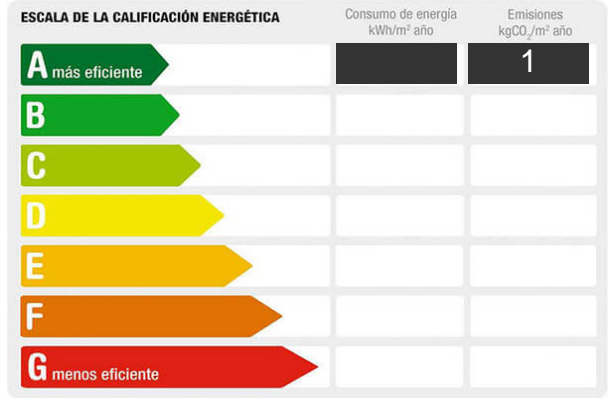 ESCALA DE LA CALIFICACIÓN ENERGÉTICA
Consumo de energía
kWh/m² año
Emisiones
kgCO₂/m² año
A más eficiente
1
B
C
D
E
F
G menos eficiente